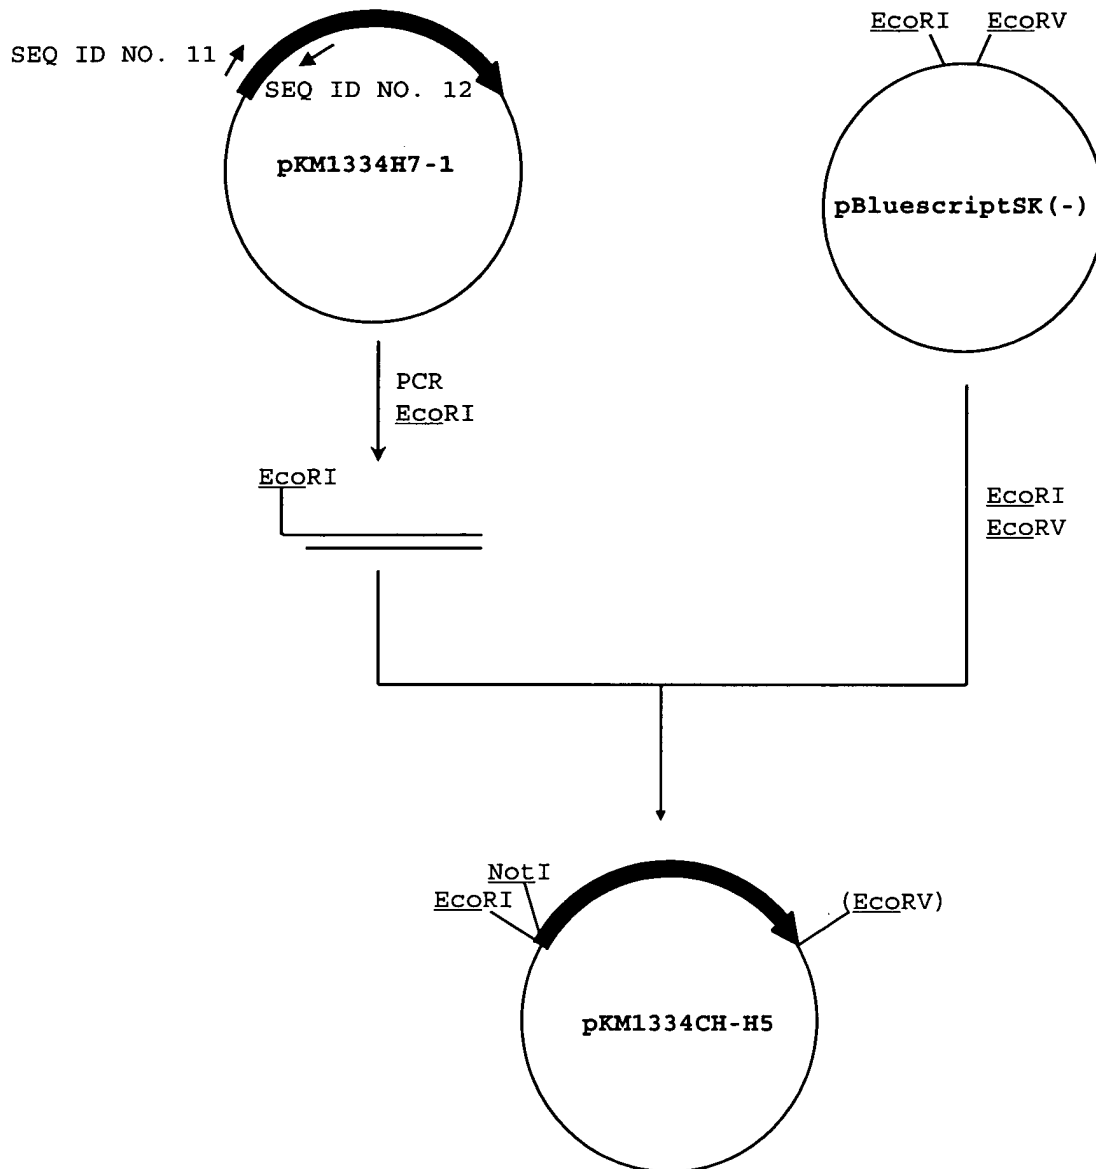 EcoRI EcoRV
SEQ ID NO. 11
SEQ ID NO. 12
pKM1334H7-1
pBluescriptSK(-)
PCR
EcoRI
EcoRI
EcoRI
EcoRV
NotI
EcoRI
(EcoRV)
pKM1334CH-H5